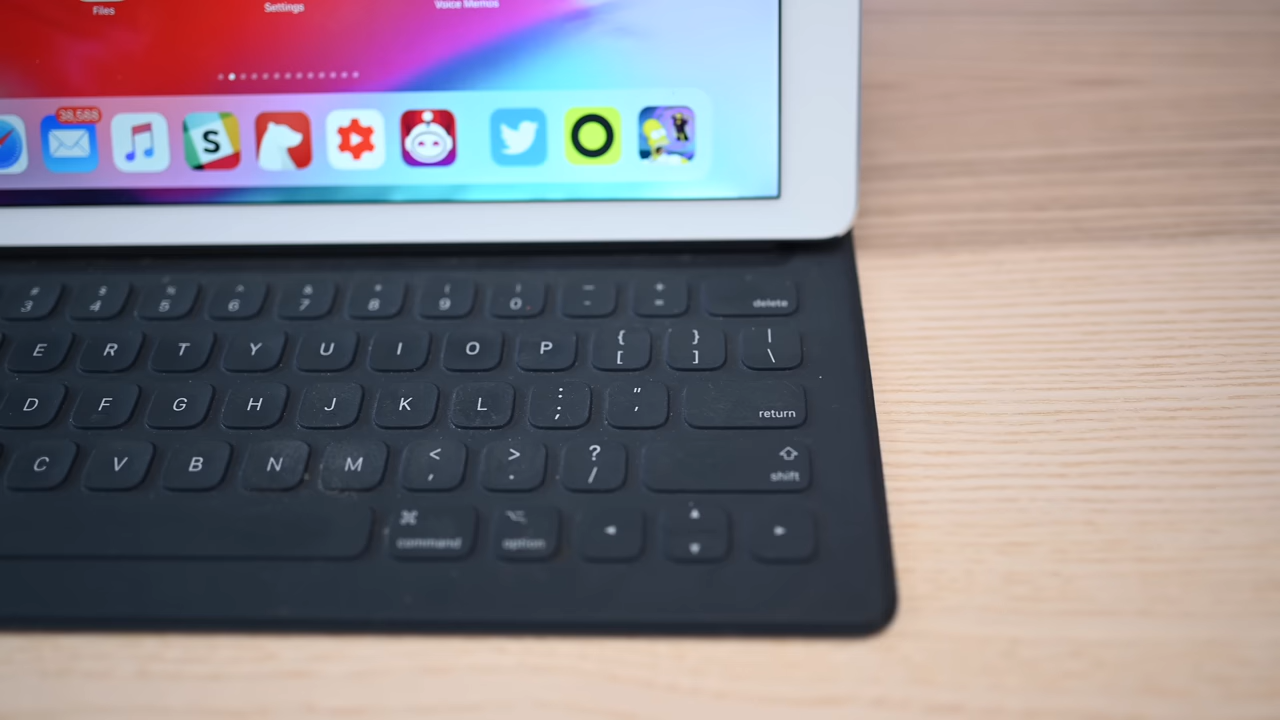 Files Settings Voice Memos
38,588
S
# $ % ^ & * ( ) — +
3 4 5 6 7 8 9 0 - = delete
{ } |
E R T Y U I O P [ ] \
: "
D F G H J K L ; ' return
< > ?
C V B N M , . / shift
⌘ ⌥ ▲
command option ◀ ▼ ▶